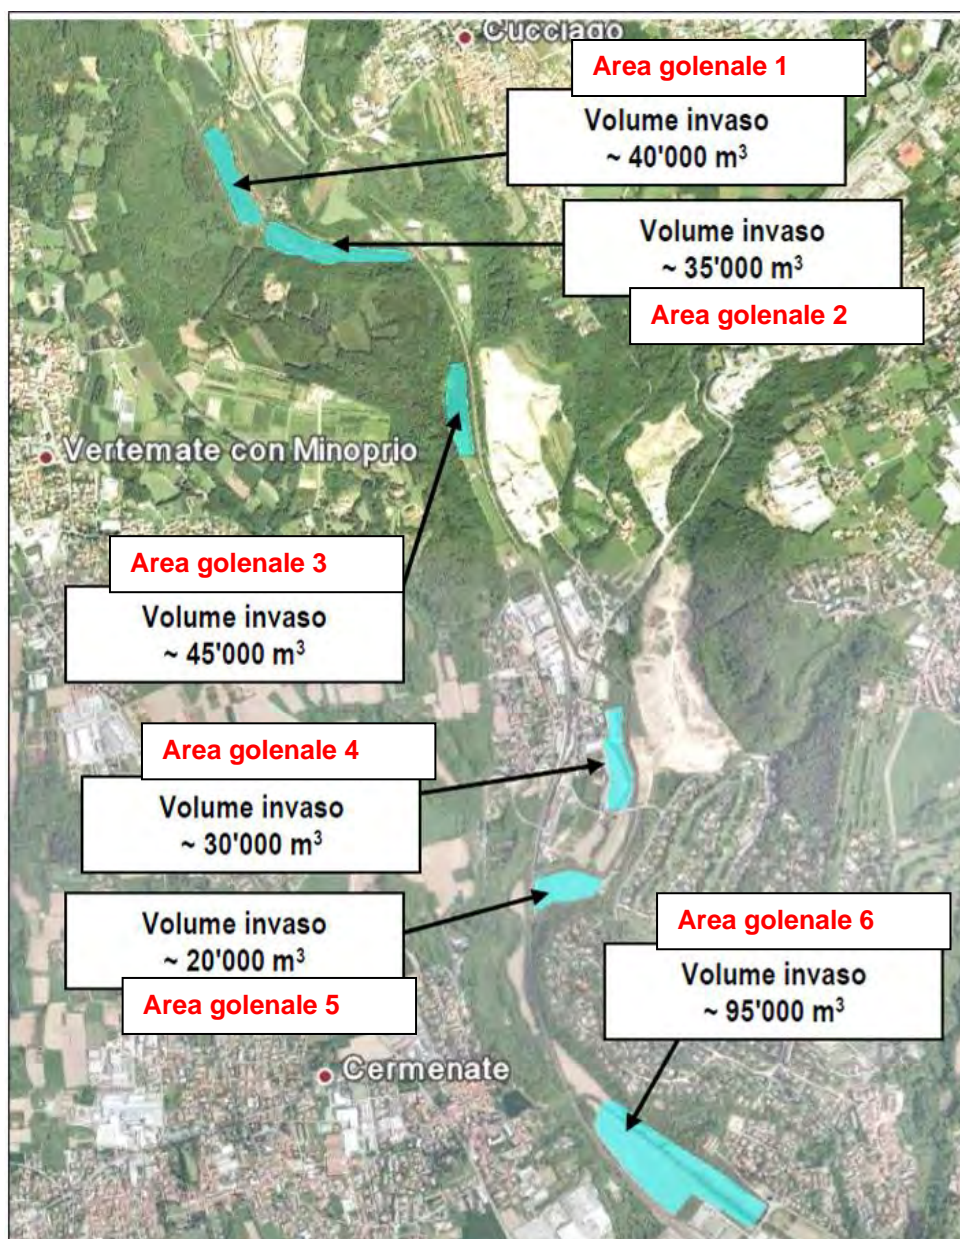 Cucciago
Area golenale 1
Volume invaso
~ 40'000 m³
Volume invaso
~ 35'000 m³
Area golenale 2
Vertemate con Minoprio
Area golenale 3
Volume invaso
~ 45'000 m³
Area golenale 4
Volume invaso
~ 30'000 m³
Volume invaso
~ 20'000 m³
Area golenale 5
Area golenale 6
Volume invaso
~ 95'000 m³
Cermenate